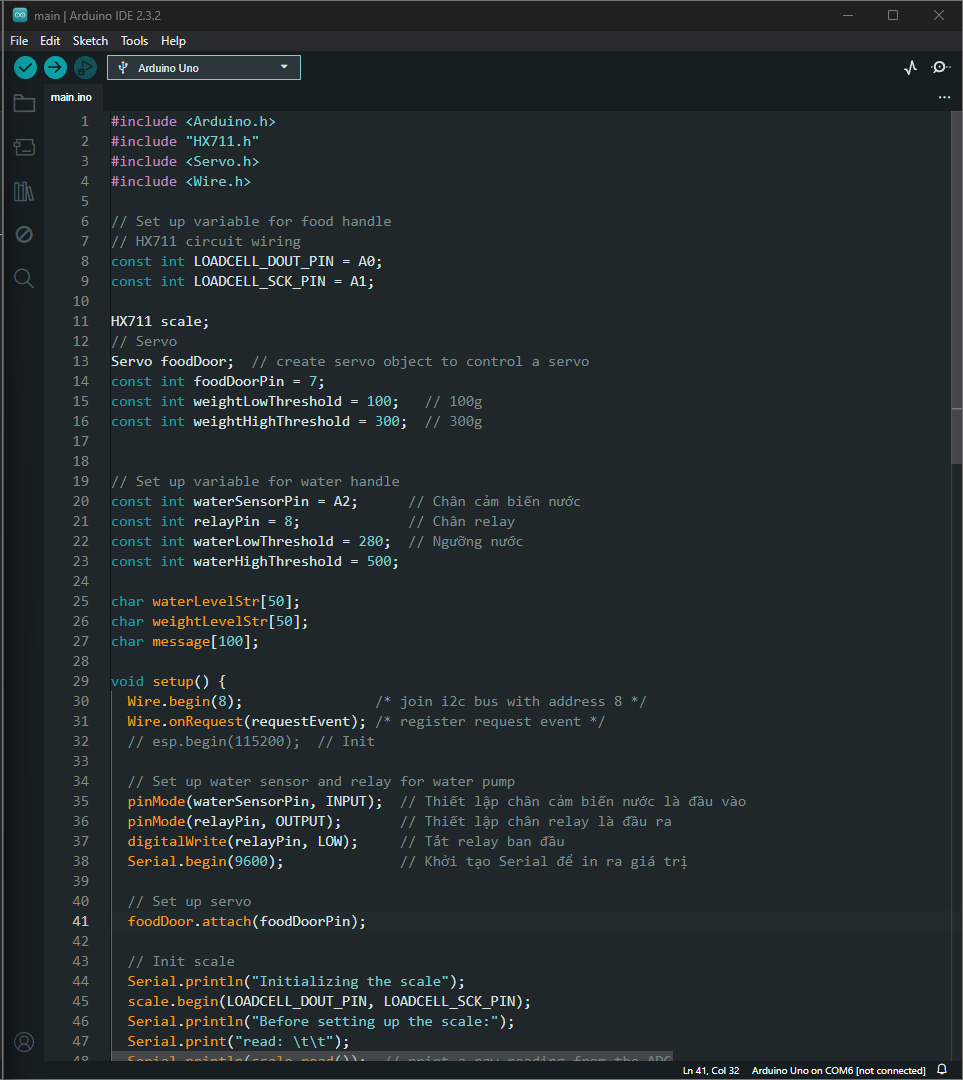 main | Arduino IDE 2.3.2
File Edit Sketch Tools Help
Arduino Uno
main.ino
1 #include <Arduino.h>
2 #include "HX711.h"
3 #include <Servo.h>
4 #include <Wire.h>
5
6 // Set up variable for food handle
7 // HX711 circuit wiring
8 const int LOADCELL_DOUT_PIN = A0;
9 const int LOADCELL_SCK_PIN = A1;
10
11 HX711 scale;
12 // Servo
13 Servo foodDoor;  // create servo object to control a servo
14 const int foodDoorPin = 7;
15 const int weightLowThreshold = 100;   // 100g
16 const int weightHighThreshold = 300;  // 300g
17
18
19 // Set up variable for water handle
20 const int waterSensorPin = A2;      // Chân cảm biến nước
21 const int relayPin = 8;             // Chân relay
22 const int waterLowThreshold = 280;  // Ngưỡng nước
23 const int waterHighThreshold = 500;
24
25 char waterLevelStr[50];
26 char weightLevelStr[50];
27 char message[100];
28
29 void setup() {
30   Wire.begin(8);                /* join i2c bus with address 8 */
31   Wire.onRequest(requestEvent); /* register request event */
32   // esp.begin(115200);  // Init
33
34   // Set up water sensor and relay for water pump
35   pinMode(waterSensorPin, INPUT);  // Thiết lập chân cảm biến nước là đầu vào
36   pinMode(relayPin, OUTPUT);       // Thiết lập chân relay là đầu ra
37   digitalWrite(relayPin, LOW);     // Tắt relay ban đầu
38   Serial.begin(9600);              // Khởi tạo Serial để in ra giá trị
39
40   // Set up servo
41   foodDoor.attach(foodDoorPin);
42
43   // Init scale
44   Serial.println("Initializing the scale");
45   scale.begin(LOADCELL_DOUT_PIN, LOADCELL_SCK_PIN);
46   Serial.println("Before setting up the scale:");
47   Serial.print("read: \t\t");
48   Serial.println(scale.read());  // print a raw reading from the ADC
Ln 41, Col 32 Arduino Uno on COM6 [not connected]